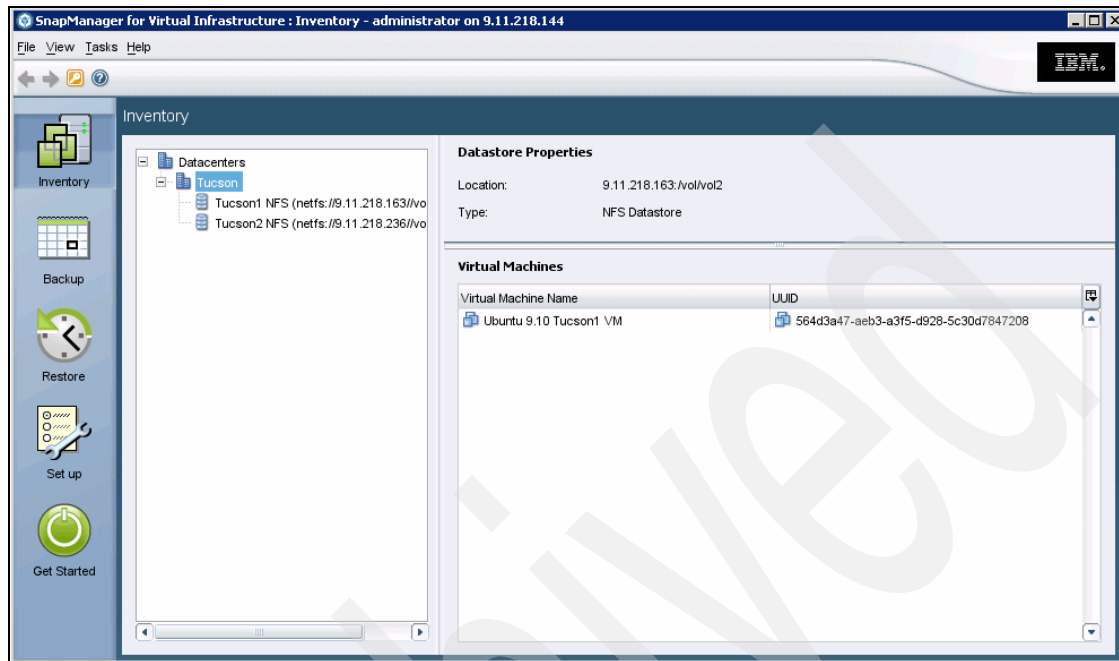 SnapManager for Virtual Infrastructure : Inventory - administrator on 9.11.218.144
File View Tasks Help
IBM.
Inventory
Inventory
Backup
Restore
Set up
Get Started
Datacenters
Tucson
Tucson1 NFS (netfs://9.11.218.163//vo
Tucson2 NFS (netfs://9.11.218.236//vo
Datastore Properties
Location: 9.11.218.163:/vol/vol2
Type: NFS Datastore
Virtual Machines
Virtual Machine Name UUID
Ubuntu 9.10 Tucson1 VM 564d3a47-aeb3-a3f5-d928-5c30d7847208